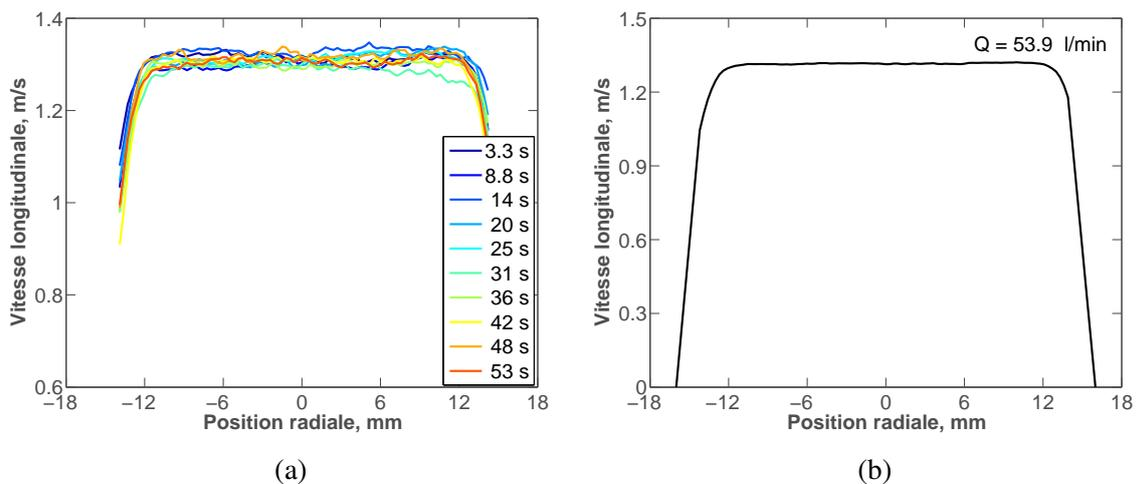 1.4
1.2
1
0.8
0.6
−18
−12
−6
0
6
12
18
Vitesse longitudinale, m/s
Position radiale, mm
3.3 s
8.8 s
14 s
20 s
25 s
31 s
36 s
42 s
48 s
53 s
(a)
1.5
1.2
0.9
0.6
0.3
0
−18
−12
−6
0
6
12
18
Vitesse longitudinale, m/s
Position radiale, mm
Q = 53.9 l/min
(b)